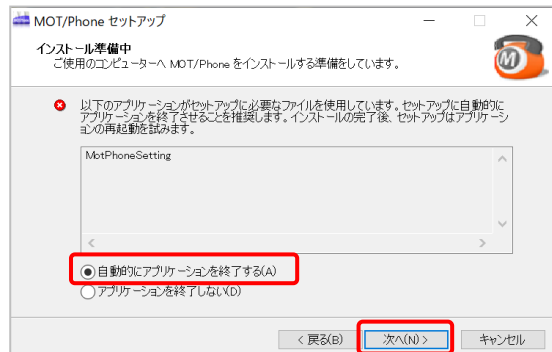 MOT/Phone セットアップ
インストール準備中
ご使用のコンピューターへ MOT/Phone をインストールする準備をしています。
M
以下のアプリケーションがセットアップに必要なファイルを使用しています。セットアップに自動的に
アプリケーションを終了させることを推奨します。インストールの完了後、セットアップはアプリケーシ
ョンの再起動を試みます。
MotPhoneSetting
自動的にアプリケーションを終了する(A)
アプリケーションを終了しない(D)
< 戻る(B)
次へ(N) >
キャンセル